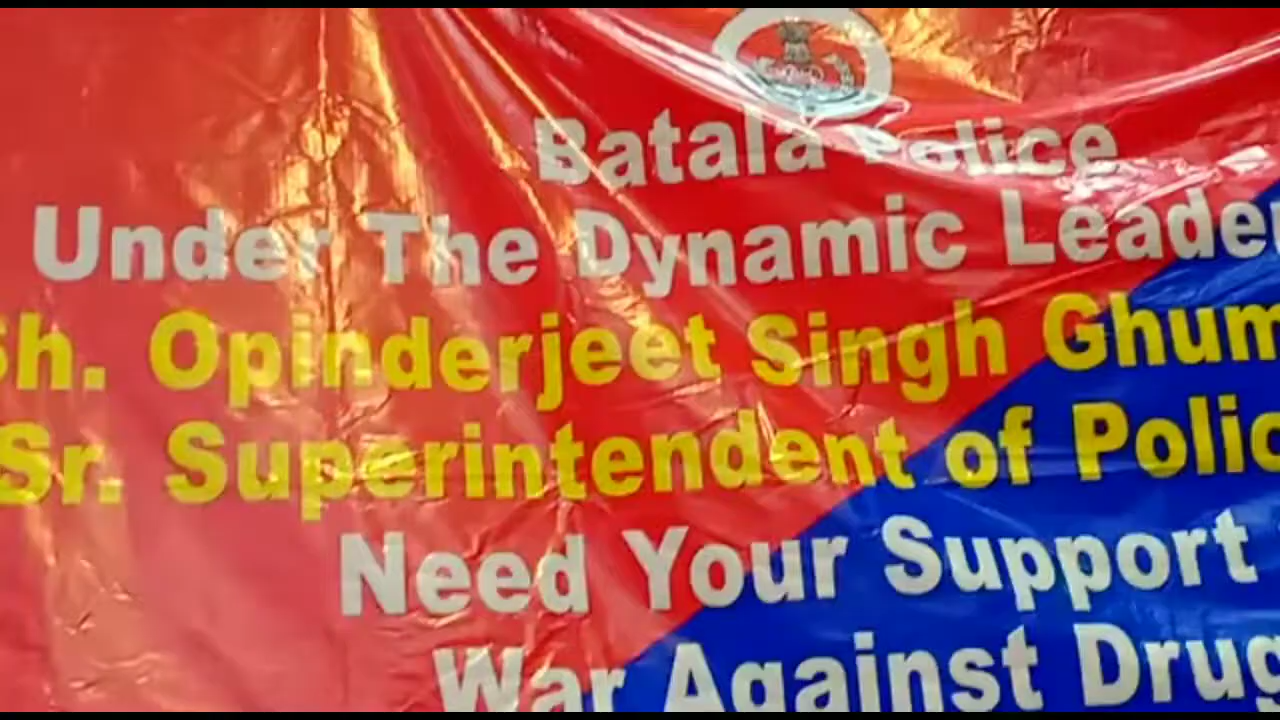 Batala Police
Under The Dynamic Leader
Sh. Opinderjeet Singh Ghum
Sr. Superintendent of Polic
Need Your Support
War Against Drug